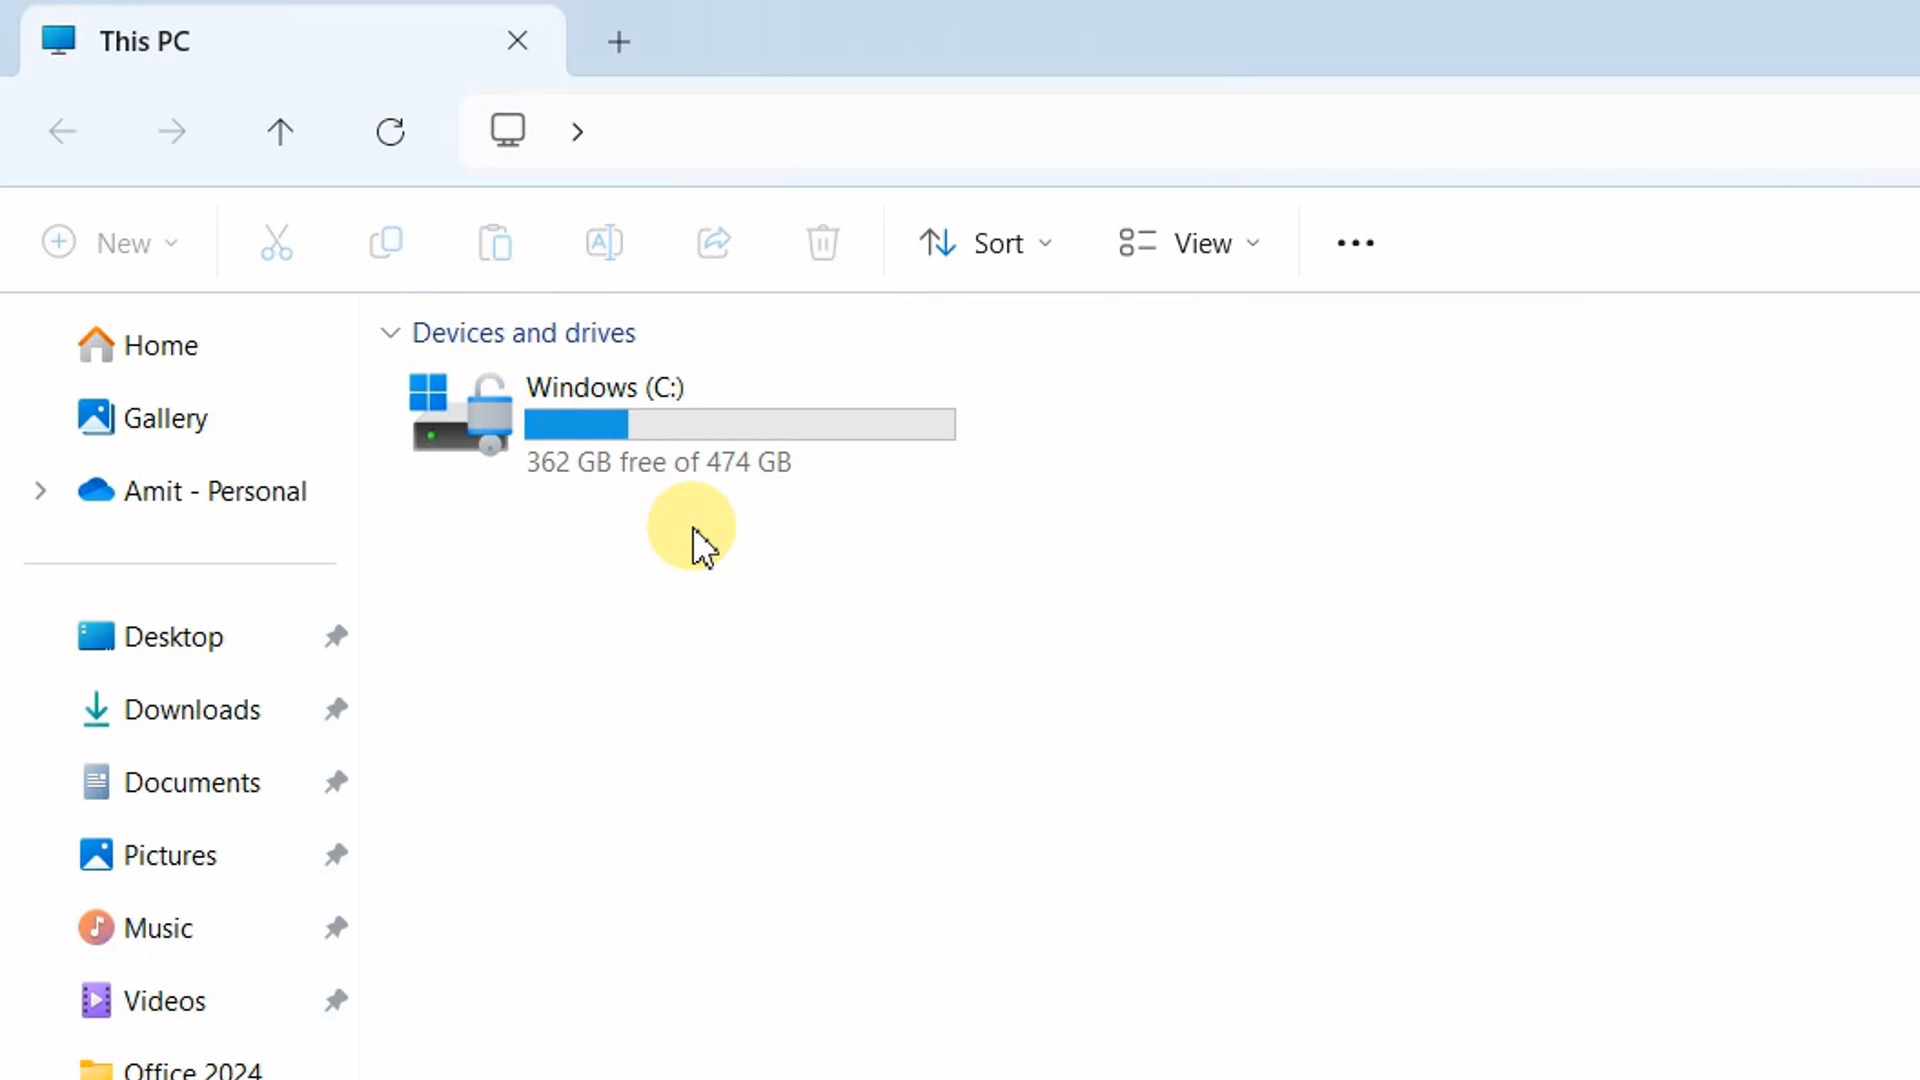 This PC
New
Sort
View
Home
Gallery
Amit - Personal
Desktop
Downloads
Documents
Pictures
Music
Videos
Office 2024
Devices and drives
Windows (C:)
362 GB free of 474 GB